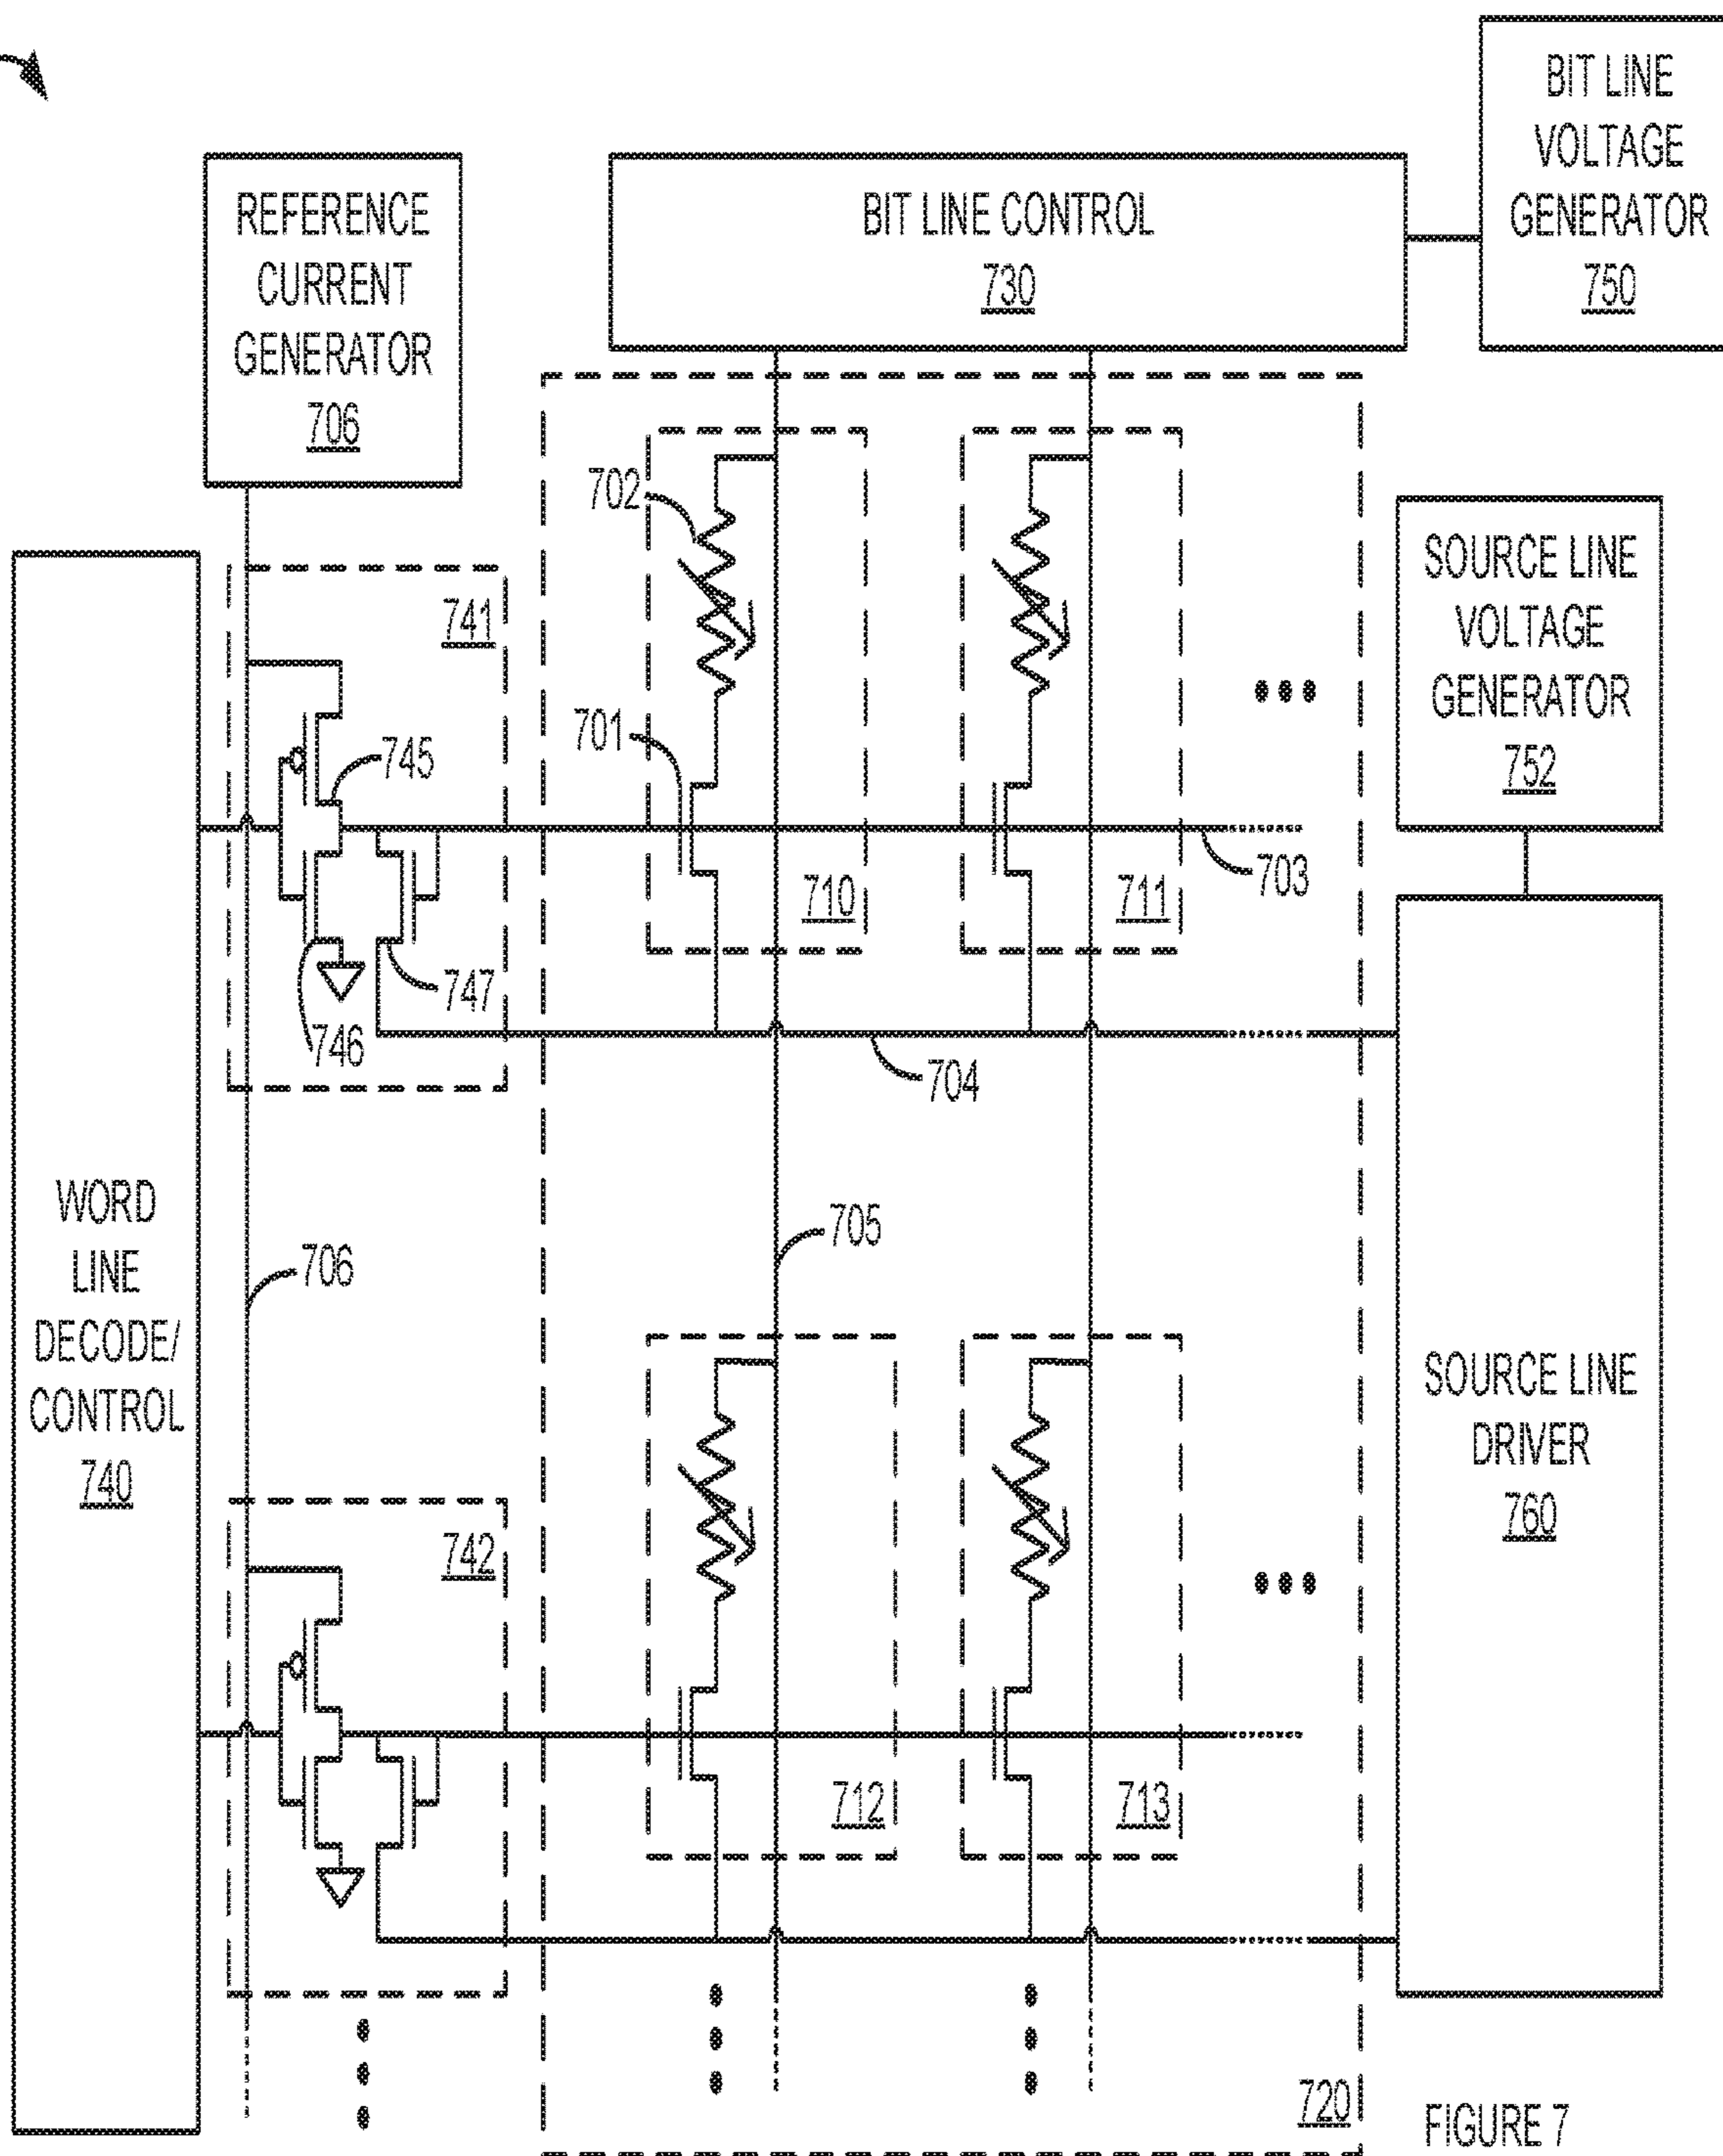 BIT LINE
VOLTAGE
GENERATOR
750
REFERENCE
CURRENT
GENERATOR
706
BIT LINE CONTROL
730
702
741
SOURCE LINE
VOLTAGE
GENERATOR
752
701
745
710
711
703
747
746
704
WORD
LINE
DECODE/
CONTROL
740
706
705
SOURCE LINE
DRIVER
760
742
712
713
720
FIGURE 7